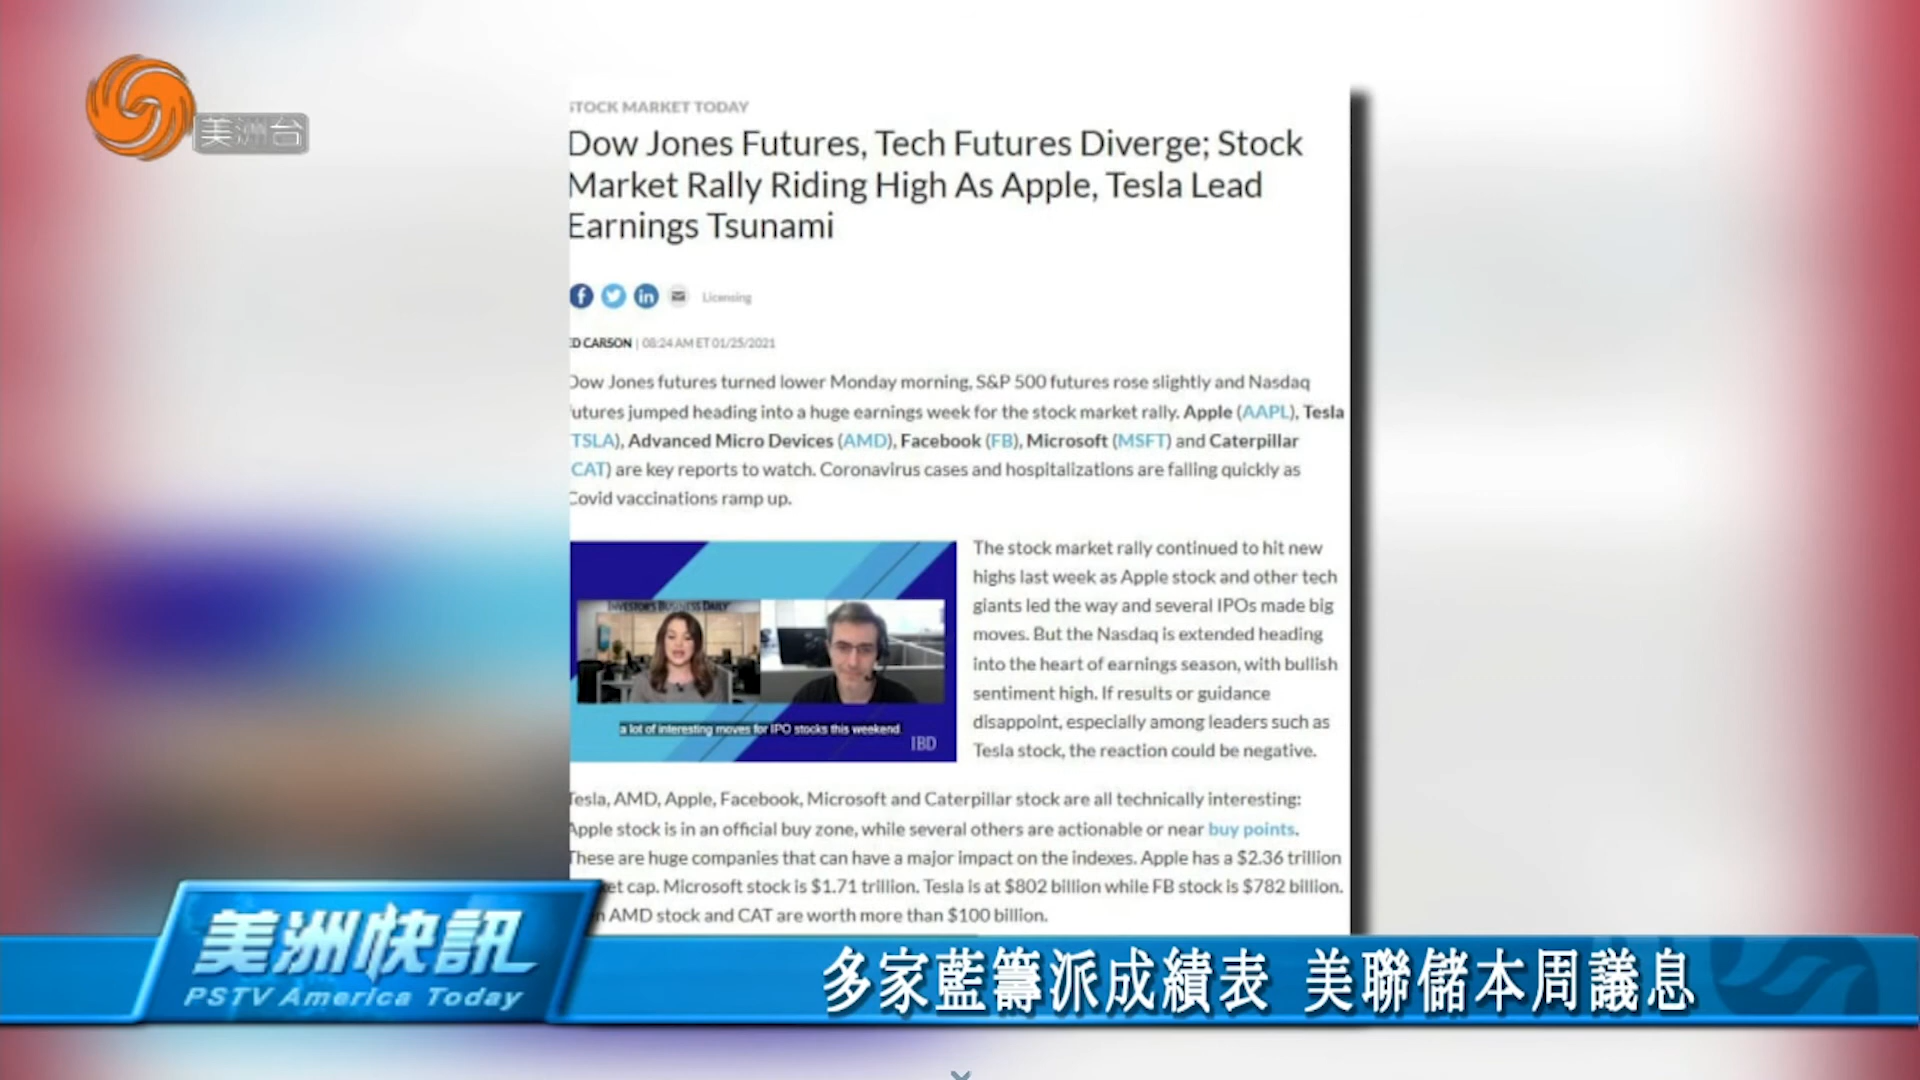 美洲台
STOCK MARKET TODAY
Dow Jones Futures, Tech Futures Diverge; Stock
Market Rally Riding High As Apple, Tesla Lead
Earnings Tsunami
Licensing
ED CARSON | 08:24 AM ET 01/25/2021
Dow Jones futures turned lower Monday morning, S&P 500 futures rose slightly and Nasdaq
futures jumped heading into a huge earnings week for the stock market rally. Apple (AAPL), Tesla
TSLA), Advanced Micro Devices (AMD), Facebook (FB), Microsoft (MSFT) and Caterpillar
CAT) are key reports to watch. Coronavirus cases and hospitalizations are falling quickly as
Covid vaccinations ramp up.
INVESTOR'S BUSINESS DAILY
a lot of interesting moves for IPO stocks this weekend
IBD
The stock market rally continued to hit new
highs last week as Apple stock and other tech
giants led the way and several IPOs made big
moves. But the Nasdaq is extended heading
into the heart of earnings season, with bullish
sentiment high. If results or guidance
disappoint, especially among leaders such as
Tesla stock, the reaction could be negative.
Tesla, AMD, Apple, Facebook, Microsoft and Caterpillar stock are all technically interesting:
Apple stock is in an official buy zone, while several others are actionable or near buy points.
These are huge companies that can have a major impact on the indexes. Apple has a $2.36 trillion
et cap. Microsoft stock is $1.71 trillion. Tesla is at $802 billion while FB stock is $782 billion.
n AMD stock and CAT are worth more than $100 billion.
美洲快訊
PSTV America Today
多家藍籌派成績表 美聯儲本周議息